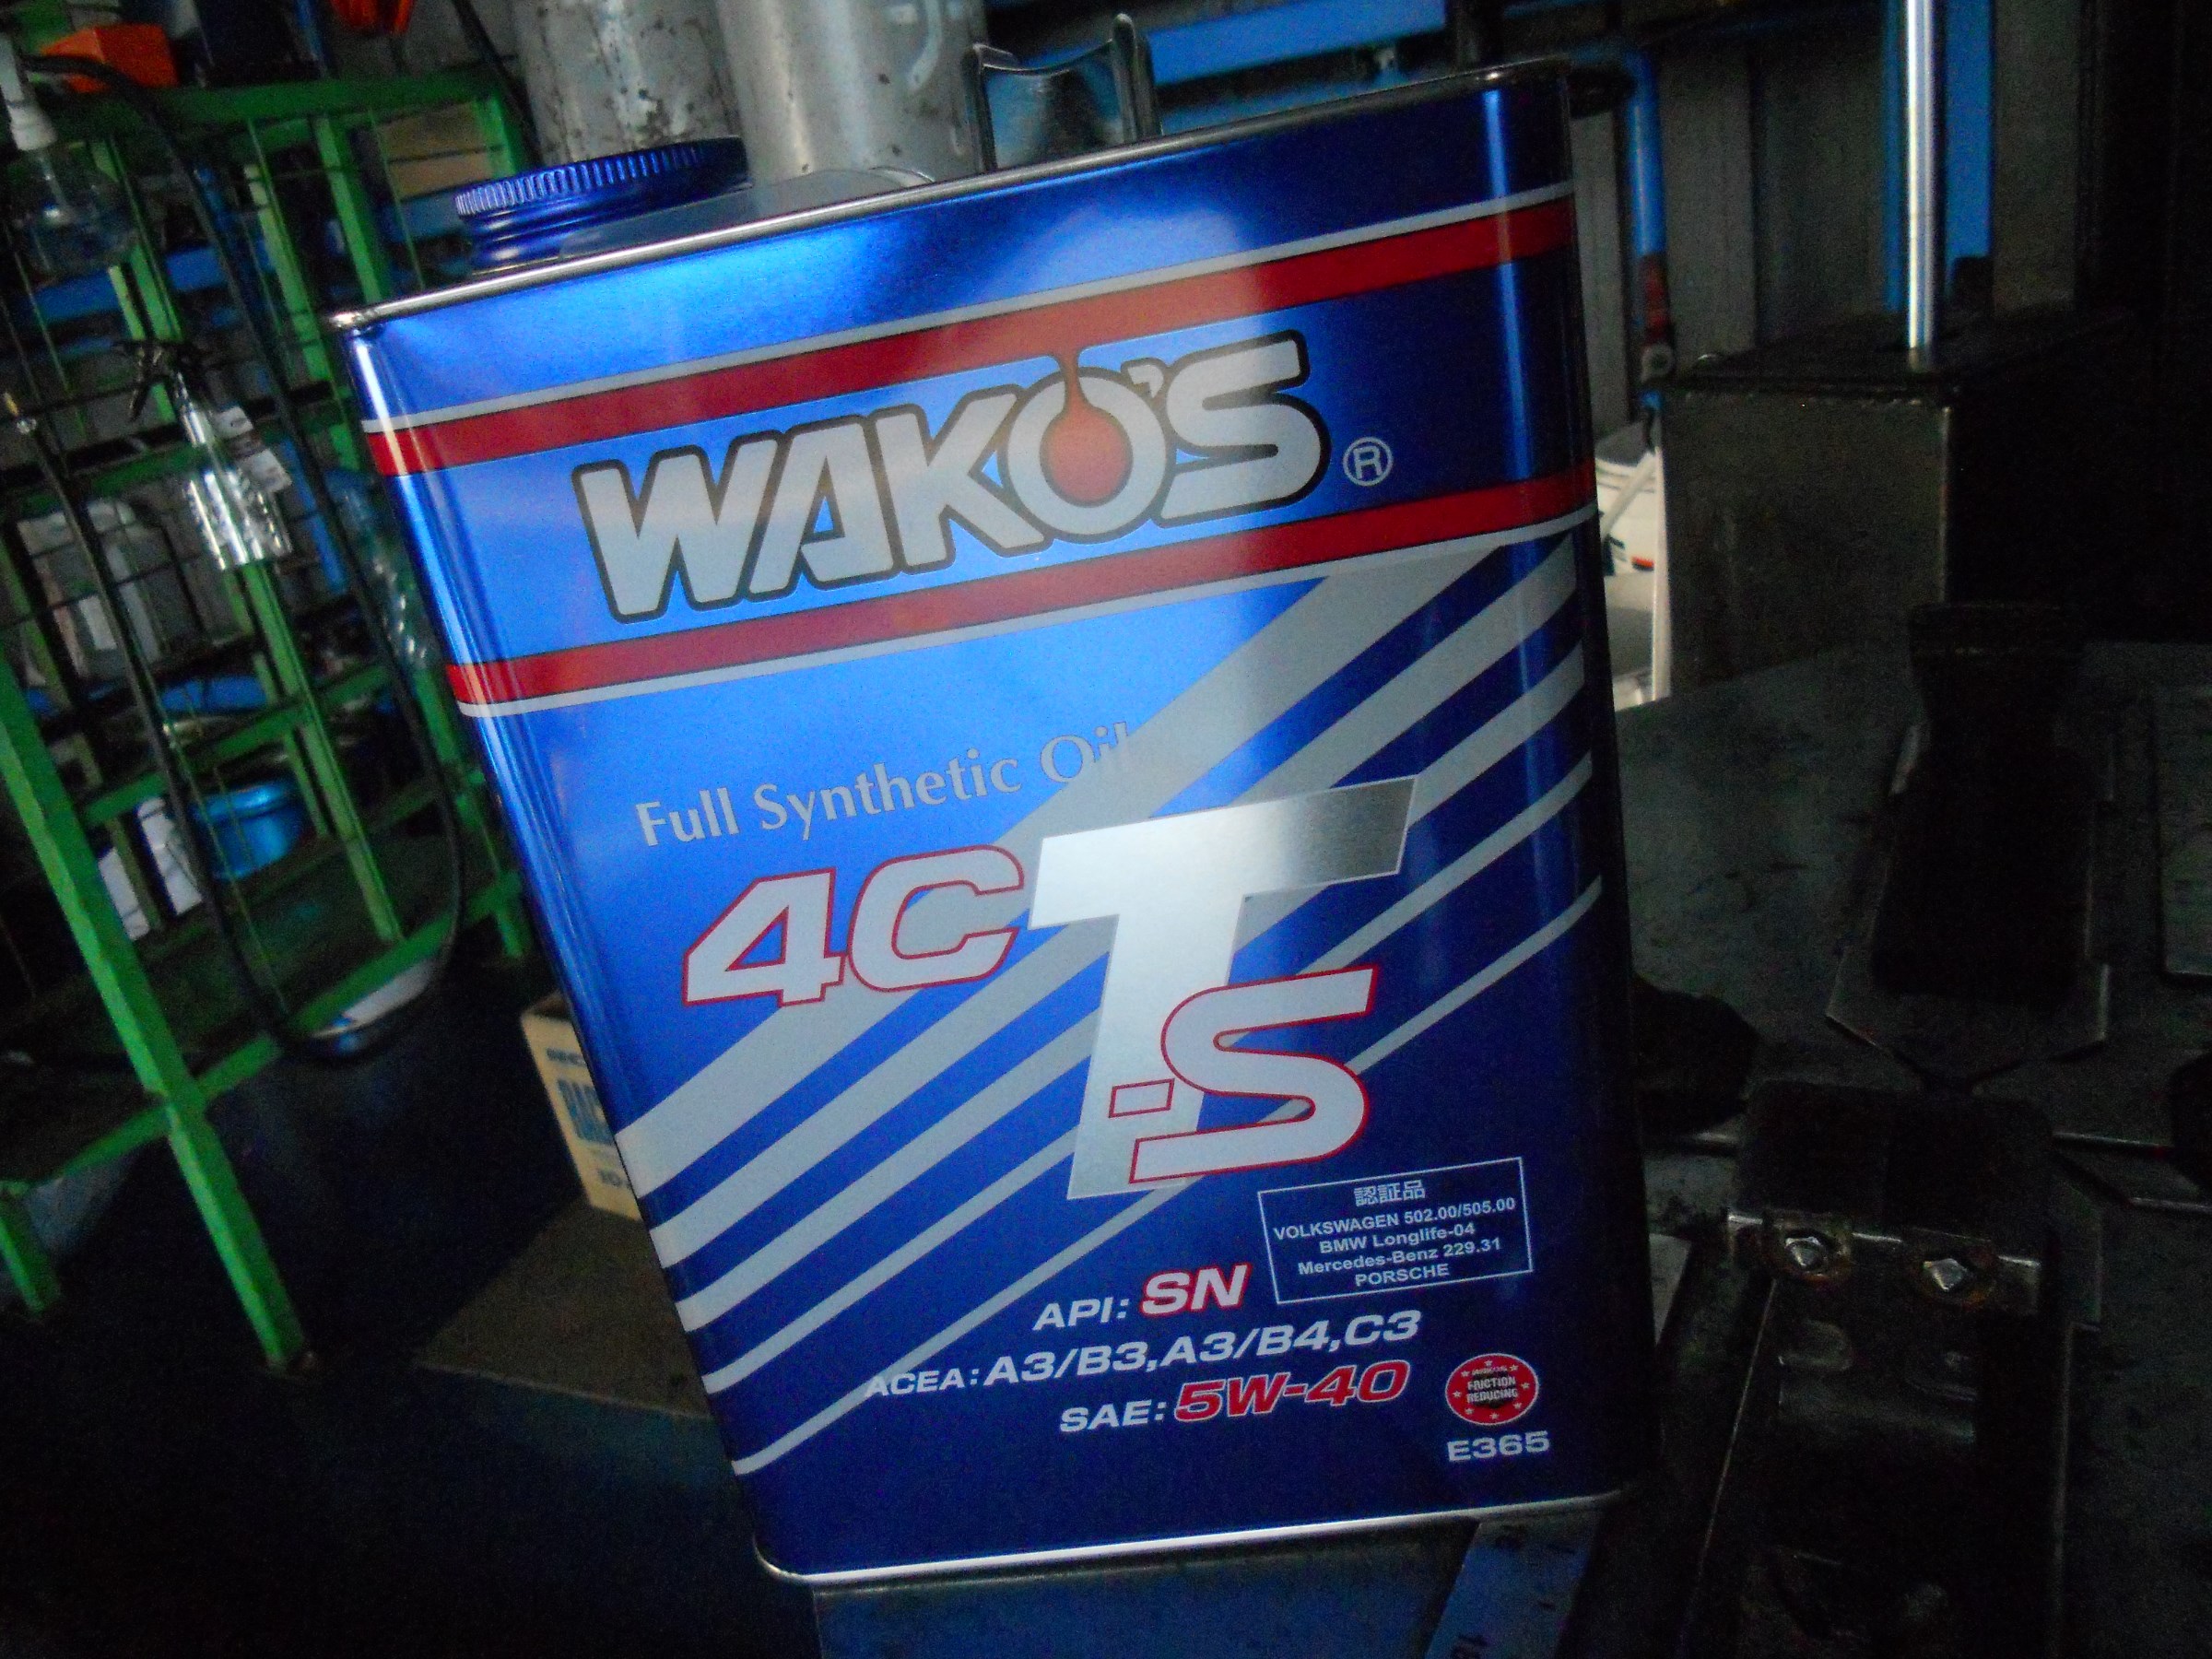 WAKO'S ®
Full Synthetic Oil
4CT-S
認証品
VOLKSWAGEN 502.00/505.00
BMW Longlife-04
Mercedes-Benz 229.31
PORSCHE
API: SN
ACEA: A3/B3,A3/B4,C3
SAE: 5W-40
WAKO'S
FRICTION
REDUCING
E365